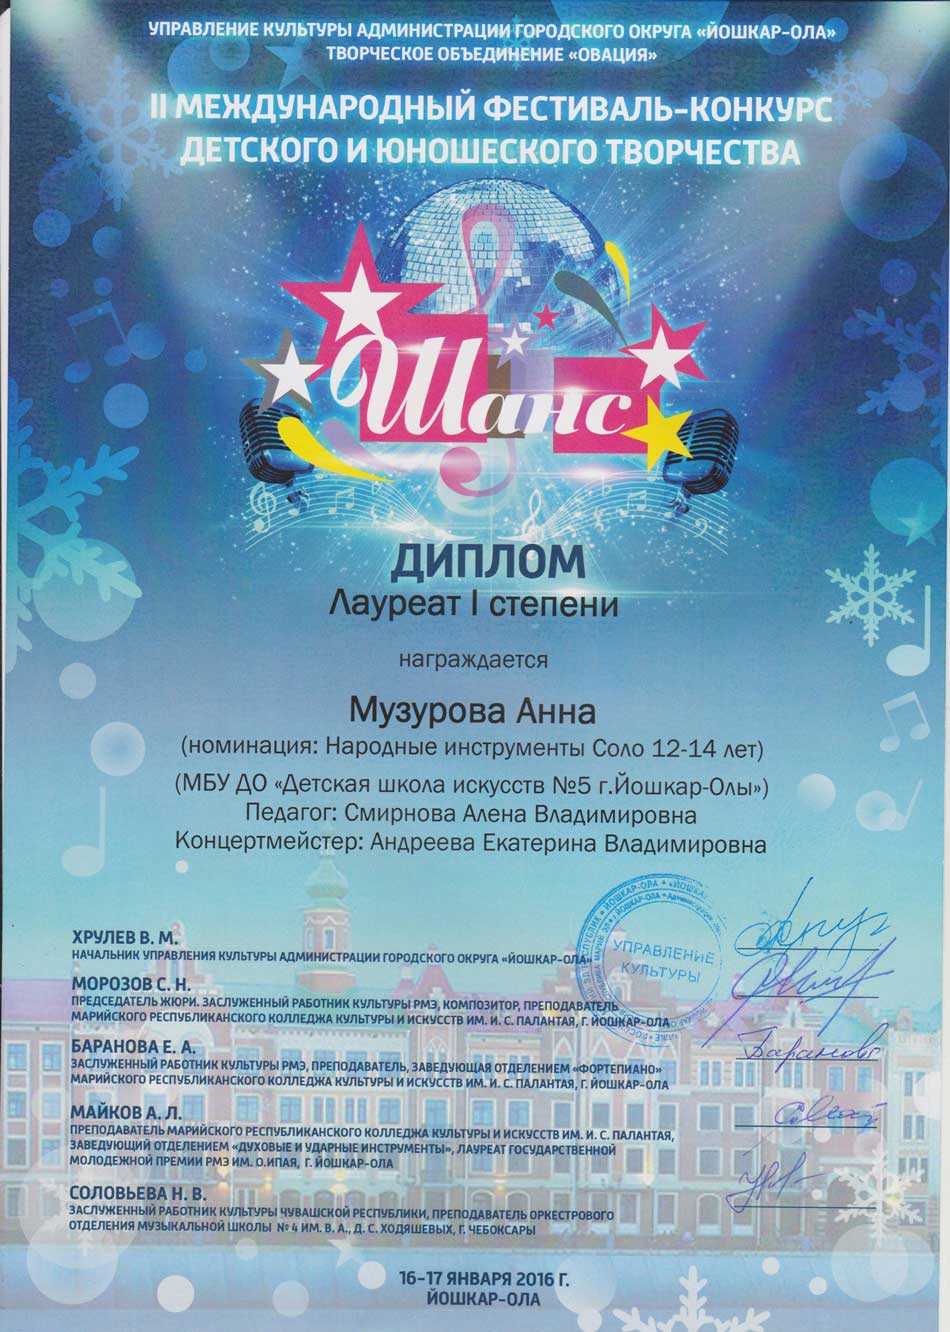 УПРАВЛЕНИЕ КУЛЬТУРЫ АДМИНИСТРАЦИИ ГОРОДСКОГО ОКРУГА «ЙОШКАР-ОЛА»
ТВОРЧЕСКОЕ ОБЪЕДИНЕНИЕ «ОВАЦИЯ»
II МЕЖДУНАРОДНЫЙ ФЕСТИВАЛЬ-КОНКУРС
ДЕТСКОГО И ЮНОШЕСКОГО ТВОРЧЕСТВА
Шанс
ДИПЛОМ
Лауреат I степени
награждается
Музурова Анна
(номинация: Народные инструменты Соло 12-14 лет)
(МБУ ДО «Детская школа искусств №5 г.Йошкар-Олы»)
Педагог: Смирнова Алена Владимировна
Концертмейстер: Андреева Екатерина Владимировна
УПРАВЛЕНИЕ
КУЛЬТУРЫ
ХРУЛЕВ В. М.
НАЧАЛЬНИК УПРАВЛЕНИЯ КУЛЬТУРЫ АДМИНИСТРАЦИИ ГОРОДСКОГО ОКРУГА «ЙОШКАР-ОЛА»
МОРОЗОВ С. Н.
ПРЕДСЕДАТЕЛЬ ЖЮРИ. ЗАСЛУЖЕННЫЙ РАБОТНИК КУЛЬТУРЫ РМЭ, КОМПОЗИТОР, ПРЕПОДАВАТЕЛЬ
МАРИЙСКОГО РЕСПУБЛИКАНСКОГО КОЛЛЕДЖА КУЛЬТУРЫ И ИСКУССТВ ИМ. И. С. ПАЛАНТАЯ, Г. ЙОШКАР-ОЛА
БАРАНОВА Е. А.
ЗАСЛУЖЕННЫЙ РАБОТНИК КУЛЬТУРЫ РМЭ, ПРЕПОДАВАТЕЛЬ, ЗАВЕДУЮЩАЯ ОТДЕЛЕНИЕМ «ФОРТЕПИАНО»
МАРИЙСКОГО РЕСПУБЛИКАНСКОГО КОЛЛЕДЖА КУЛЬТУРЫ И ИСКУССТВ ИМ. И. С. ПАЛАНТАЯ, Г. ЙОШКАР-ОЛА
МАЙКОВ А. Л.
ПРЕПОДАВАТЕЛЬ МАРИЙСКОГО РЕСПУБЛИКАНСКОГО КОЛЛЕДЖА КУЛЬТУРЫ И ИСКУССТВ ИМ. И. С. ПАЛАНТАЯ,
ЗАВЕДУЮЩИЙ ОТДЕЛЕНИЕМ «ДУХОВЫЕ И УДАРНЫЕ ИНСТРУМЕНТЫ», ЛАУРЕАТ ГОСУДАРСТВЕННОЙ
МОЛОДЕЖНОЙ ПРЕМИИ РМЭ ИМ. О.ИПАЯ, Г. ЙОШКАР-ОЛА
СОЛОВЬЕВА Н. В.
ЗАСЛУЖЕННЫЙ РАБОТНИК КУЛЬТУРЫ ЧУВАШСКОЙ РЕСПУБЛИКИ, ПРЕПОДАВАТЕЛЬ ОРКЕСТРОВОГО
ОТДЕЛЕНИЯ МУЗЫКАЛЬНОЙ ШКОЛЫ № 4 ИМ. В. А., Д. С. ХОДЯШЕВЫХ, Г. ЧЕБОКСАРЫ
16-17 ЯНВАРЯ 2016 Г.
ЙОШКАР-ОЛА